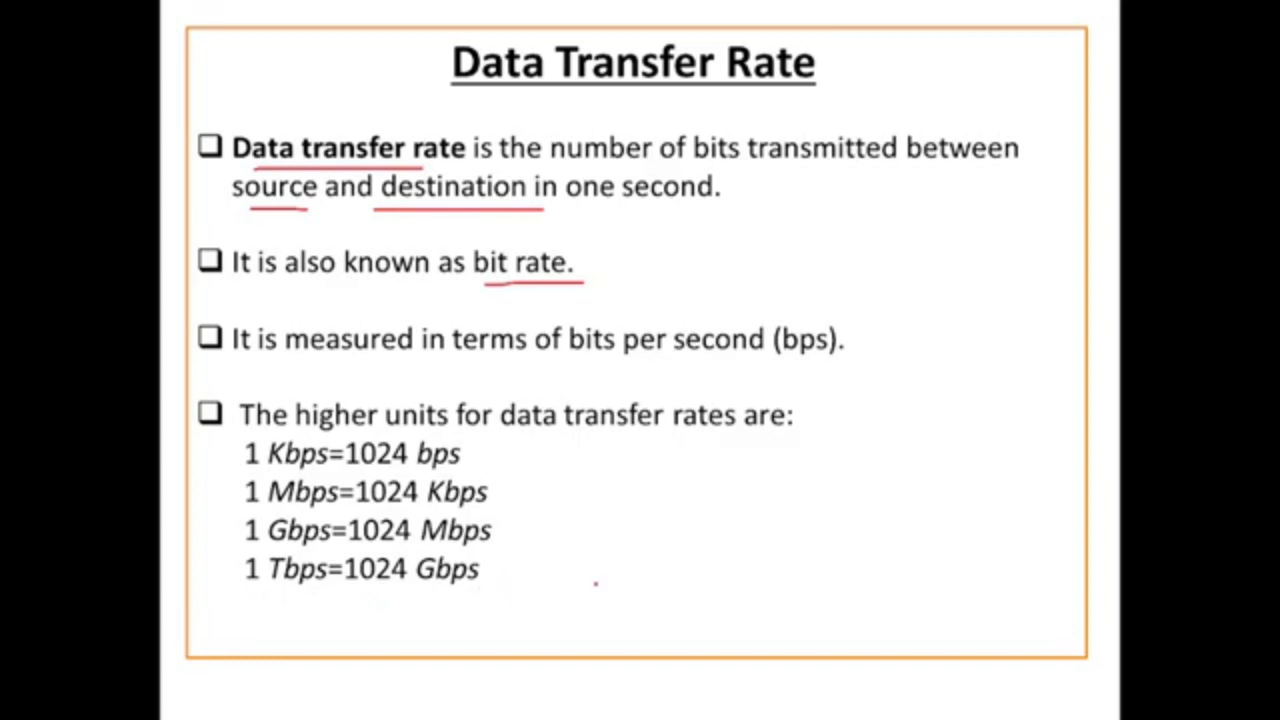 Data Transfer Rate
❑ Data transfer rate is the number of bits transmitted between
source and destination in one second.
❑ It is also known as bit rate.
❑ It is measured in terms of bits per second (bps).
❑ The higher units for data transfer rates are:
1 Kbps=1024 bps
1 Mbps=1024 Kbps
1 Gbps=1024 Mbps
1 Tbps=1024 Gbps